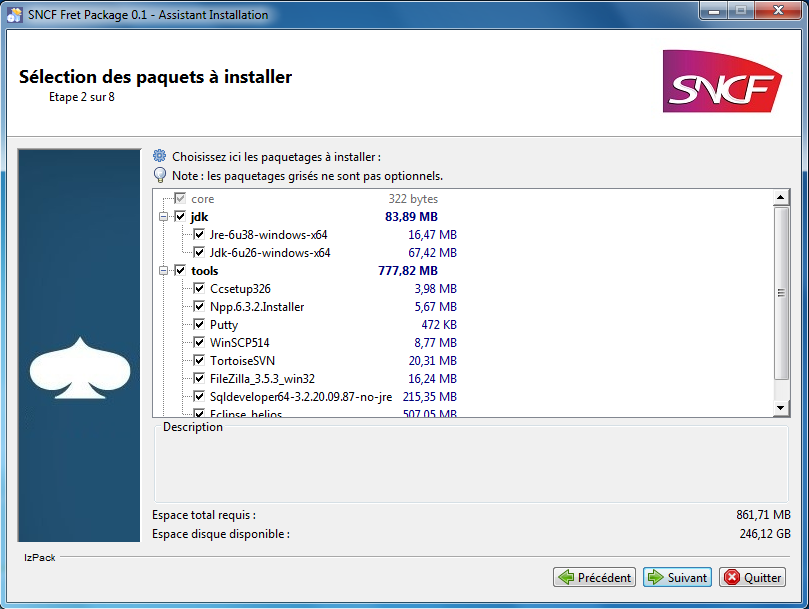 SNCF Fret Package 0.1 - Assistant Installation
Sélection des paquets à installer
Etape 2 sur 8
SNCF
Choisissez ici les paquetages à installer :
Note : les paquetages grisés ne sont pas optionnels.
core 322 bytes
jdk 83,89 MB
Jre-6u38-windows-x64 16,47 MB
Jdk-6u26-windows-x64 67,42 MB
tools 777,82 MB
Ccsetup326 3,98 MB
Npp.6.3.2.Installer 5,67 MB
Putty 472 KB
WinSCP514 8,77 MB
TortoiseSVN 20,31 MB
FileZilla_3.5.3_win32 16,24 MB
Sqldeveloper64-3.2.20.09.87-no-jre 215,35 MB
Eclipse_helios 507,05 MB
Description
Espace total requis : 861,71 MB
Espace disque disponible : 246,12 GB
IzPack
Précédent Suivant Quitter